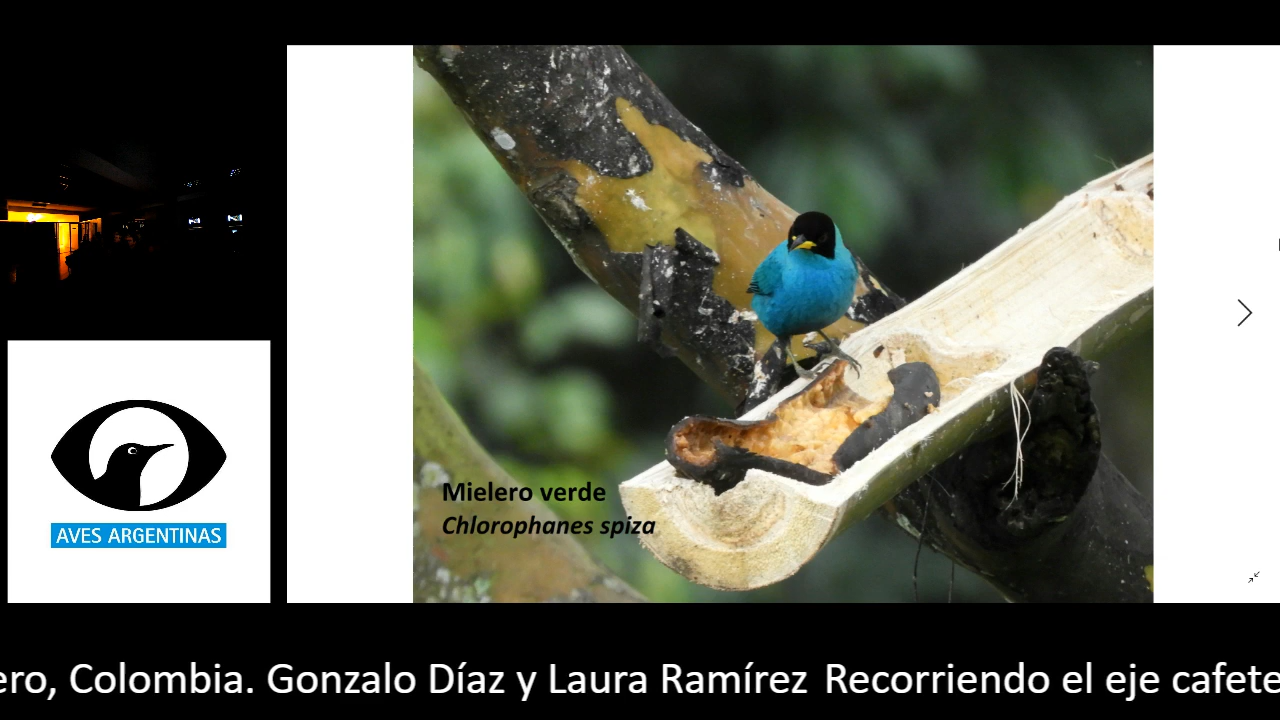 Mielero verde
Chlorophanes spiza
AVES ARGENTINAS
ero, Colombia. Gonzalo Díaz y Laura Ramírez Recorriendo el eje cafete